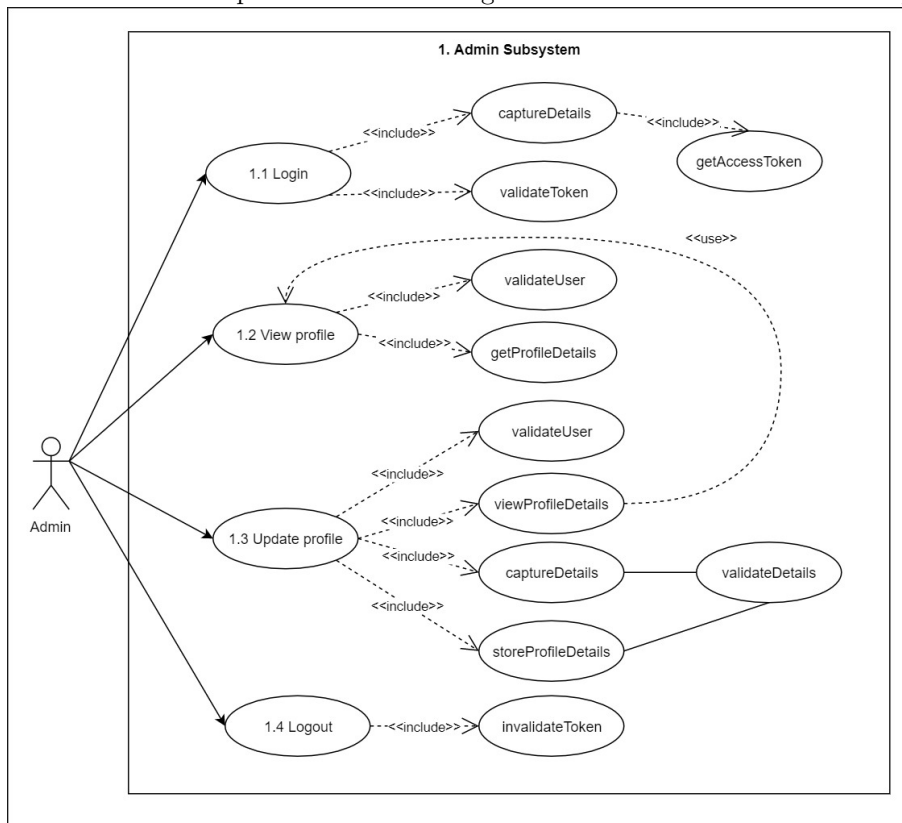 1. Admin Subsystem
captureDetails
<<include>>
<<include>>
getAccessToken
1.1 Login
<<include>>
validateToken
<<use>>
validateUser
<<include>>
1.2 View profile
<<include>>
getProfileDetails
validateUser
<<include>>
viewProfileDetails
<<include>>
Admin
1.3 Update profile
<<include>>
captureDetails
validateDetails
<<include>>
storeProfileDetails
1.4 Logout
<<include>>
invalidateToken